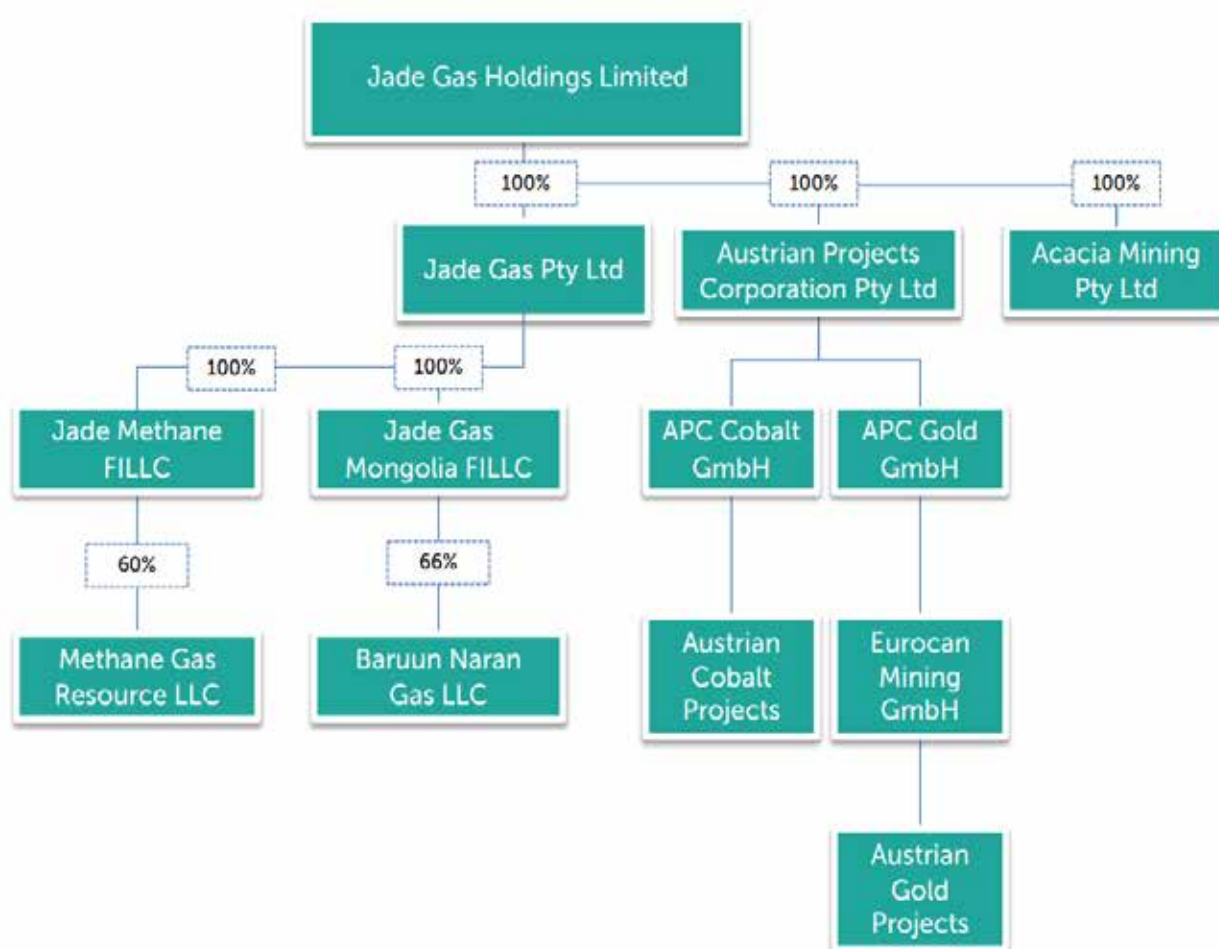 Jade Gas Holdings Limited
100%
100%
100%
Jade Gas Pty Ltd
Austrian Projects
Corporation Pty Ltd
Acacia Mining
Pty Ltd
100%
100%
Jade Methane
FILLC
Jade Gas
Mongolia FILLC
APC Cobalt
GmbH
APC Gold
GmbH
60%
66%
Methane Gas
Resource LLC
Baruun Naran
Gas LLC
Austrian
Cobalt
Projects
Eurocan
Mining
GmbH
Austrian
Gold
Projects